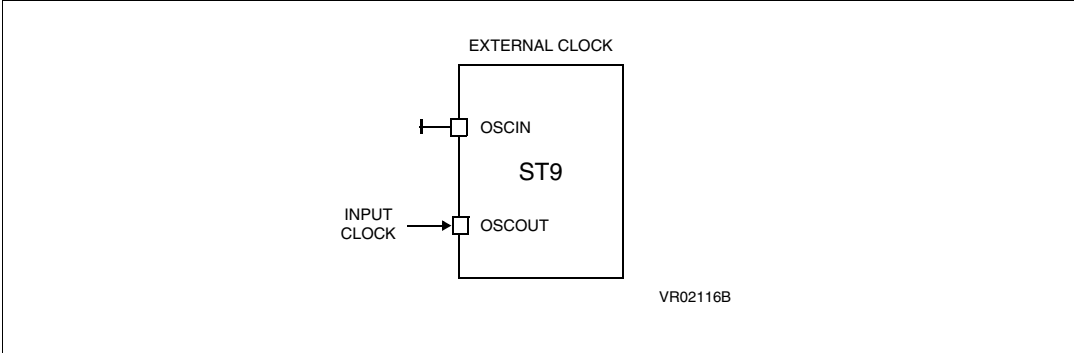 EXTERNAL CLOCK
OSCIN
ST9
INPUT
CLOCK
OSCOUT
VR02116B